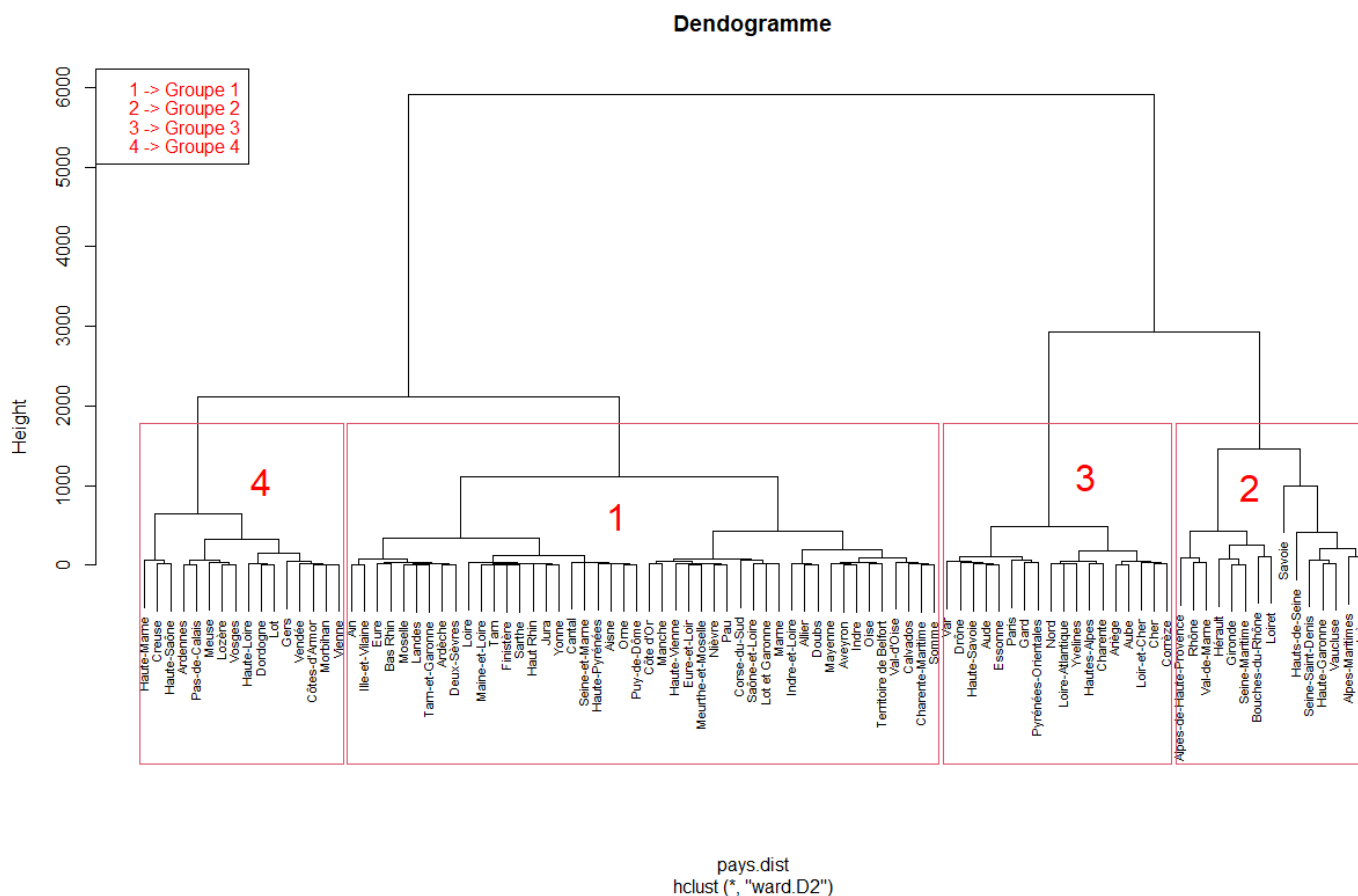 Dendogramme
1 -> Groupe 1
2 -> Groupe 2
3 -> Groupe 3
4 -> Groupe 4
Height
6000
5000
4000
3000
2000
1000
0
4
1
3
2
Haute-Marne
Creuse
Haute-Saône
Ardennes
Pas-de-Calais
Meuse
Lozère
Vosges
Haute-Loire
Dordogne
Lot
Gers
Vendée
Côtes-d'Armor
Morbihan
Vienne
Ain
Ille-et-Vilaine
Eure
Bas Rhin
Moselle
Landes
Tarn-et-Garonne
Ardèche
Deux-Sèvres
Loire
Maine-et-Loire
Tarn
Finistère
Sarthe
Haut Rhin
Jura
Yonne
Cantal
Seine-et-Marne
Haute-Pyrénées
Aisne
Orne
Puy-de-Dôme
Côte d'Or
Manche
Haute-Vienne
Eure-et-Loir
Meurthe-et-Moselle
Nièvre
Pau
Corse-du-Sud
Saône-et-Loire
Lot et Garonne
Marne
Indre-et-Loire
Allier
Doubs
Mayenne
Aveyron
Indre
Oise
Territoire de Belfort
Val-d'Oise
Calvados
Charente-Maritime
Somme
Var
Drône
Haute-Savoie
Aude
Essonne
Paris
Gard
Pyrénées-Orientales
Nord
Loire-Atlantique
Yvelines
Hautes-Alpes
Charente
Ariège
Aube
Loir-et-Cher
Cher
Corrèze
Alpes-de-Haute-Provence
Rhône
Val-de-Marne
Hérault
Gironde
Seine-Maritime
Bouches-du-Rhône
Loiret
Savoie
Hauts-de-Seine
Seine-Saint-Denis
Haute-Garonne
Vaucluse
Alpes-Maritimes
pays.dist
hclust (*, "ward.D2")